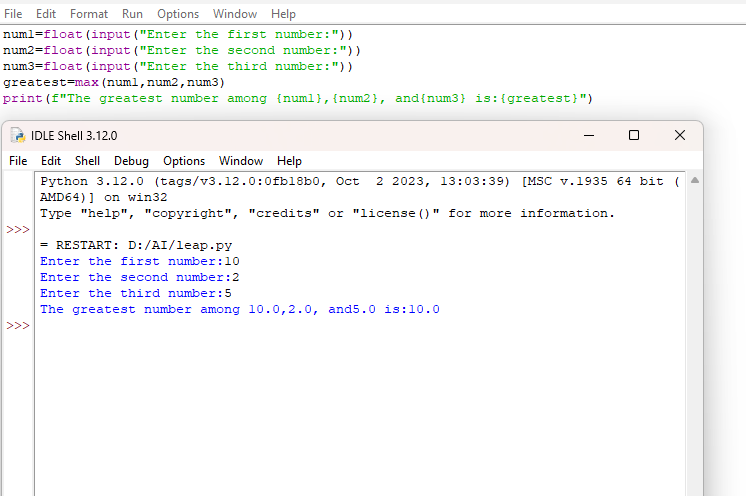 File Edit Format Run Options Window Help
num1=float(input("Enter the first number:"))
num2=float(input("Enter the second number:"))
num3=float(input("Enter the third number:"))
greatest=max(num1,num2,num3)
print(f"The greatest number among {num1},{num2}, and{num3} is:{greatest}")
IDLE Shell 3.12.0
File Edit Shell Debug Options Window Help
Python 3.12.0 (tags/v3.12.0:0fb18b0, Oct  2 2023, 13:03:39) [MSC v.1935 64 bit (
AMD64)] on win32
Type "help", "copyright", "credits" or "license()" for more information.
>>>
= RESTART: D:/AI/leap.py
Enter the first number:10
Enter the second number:2
Enter the third number:5
The greatest number among 10.0,2.0, and5.0 is:10.0
>>>